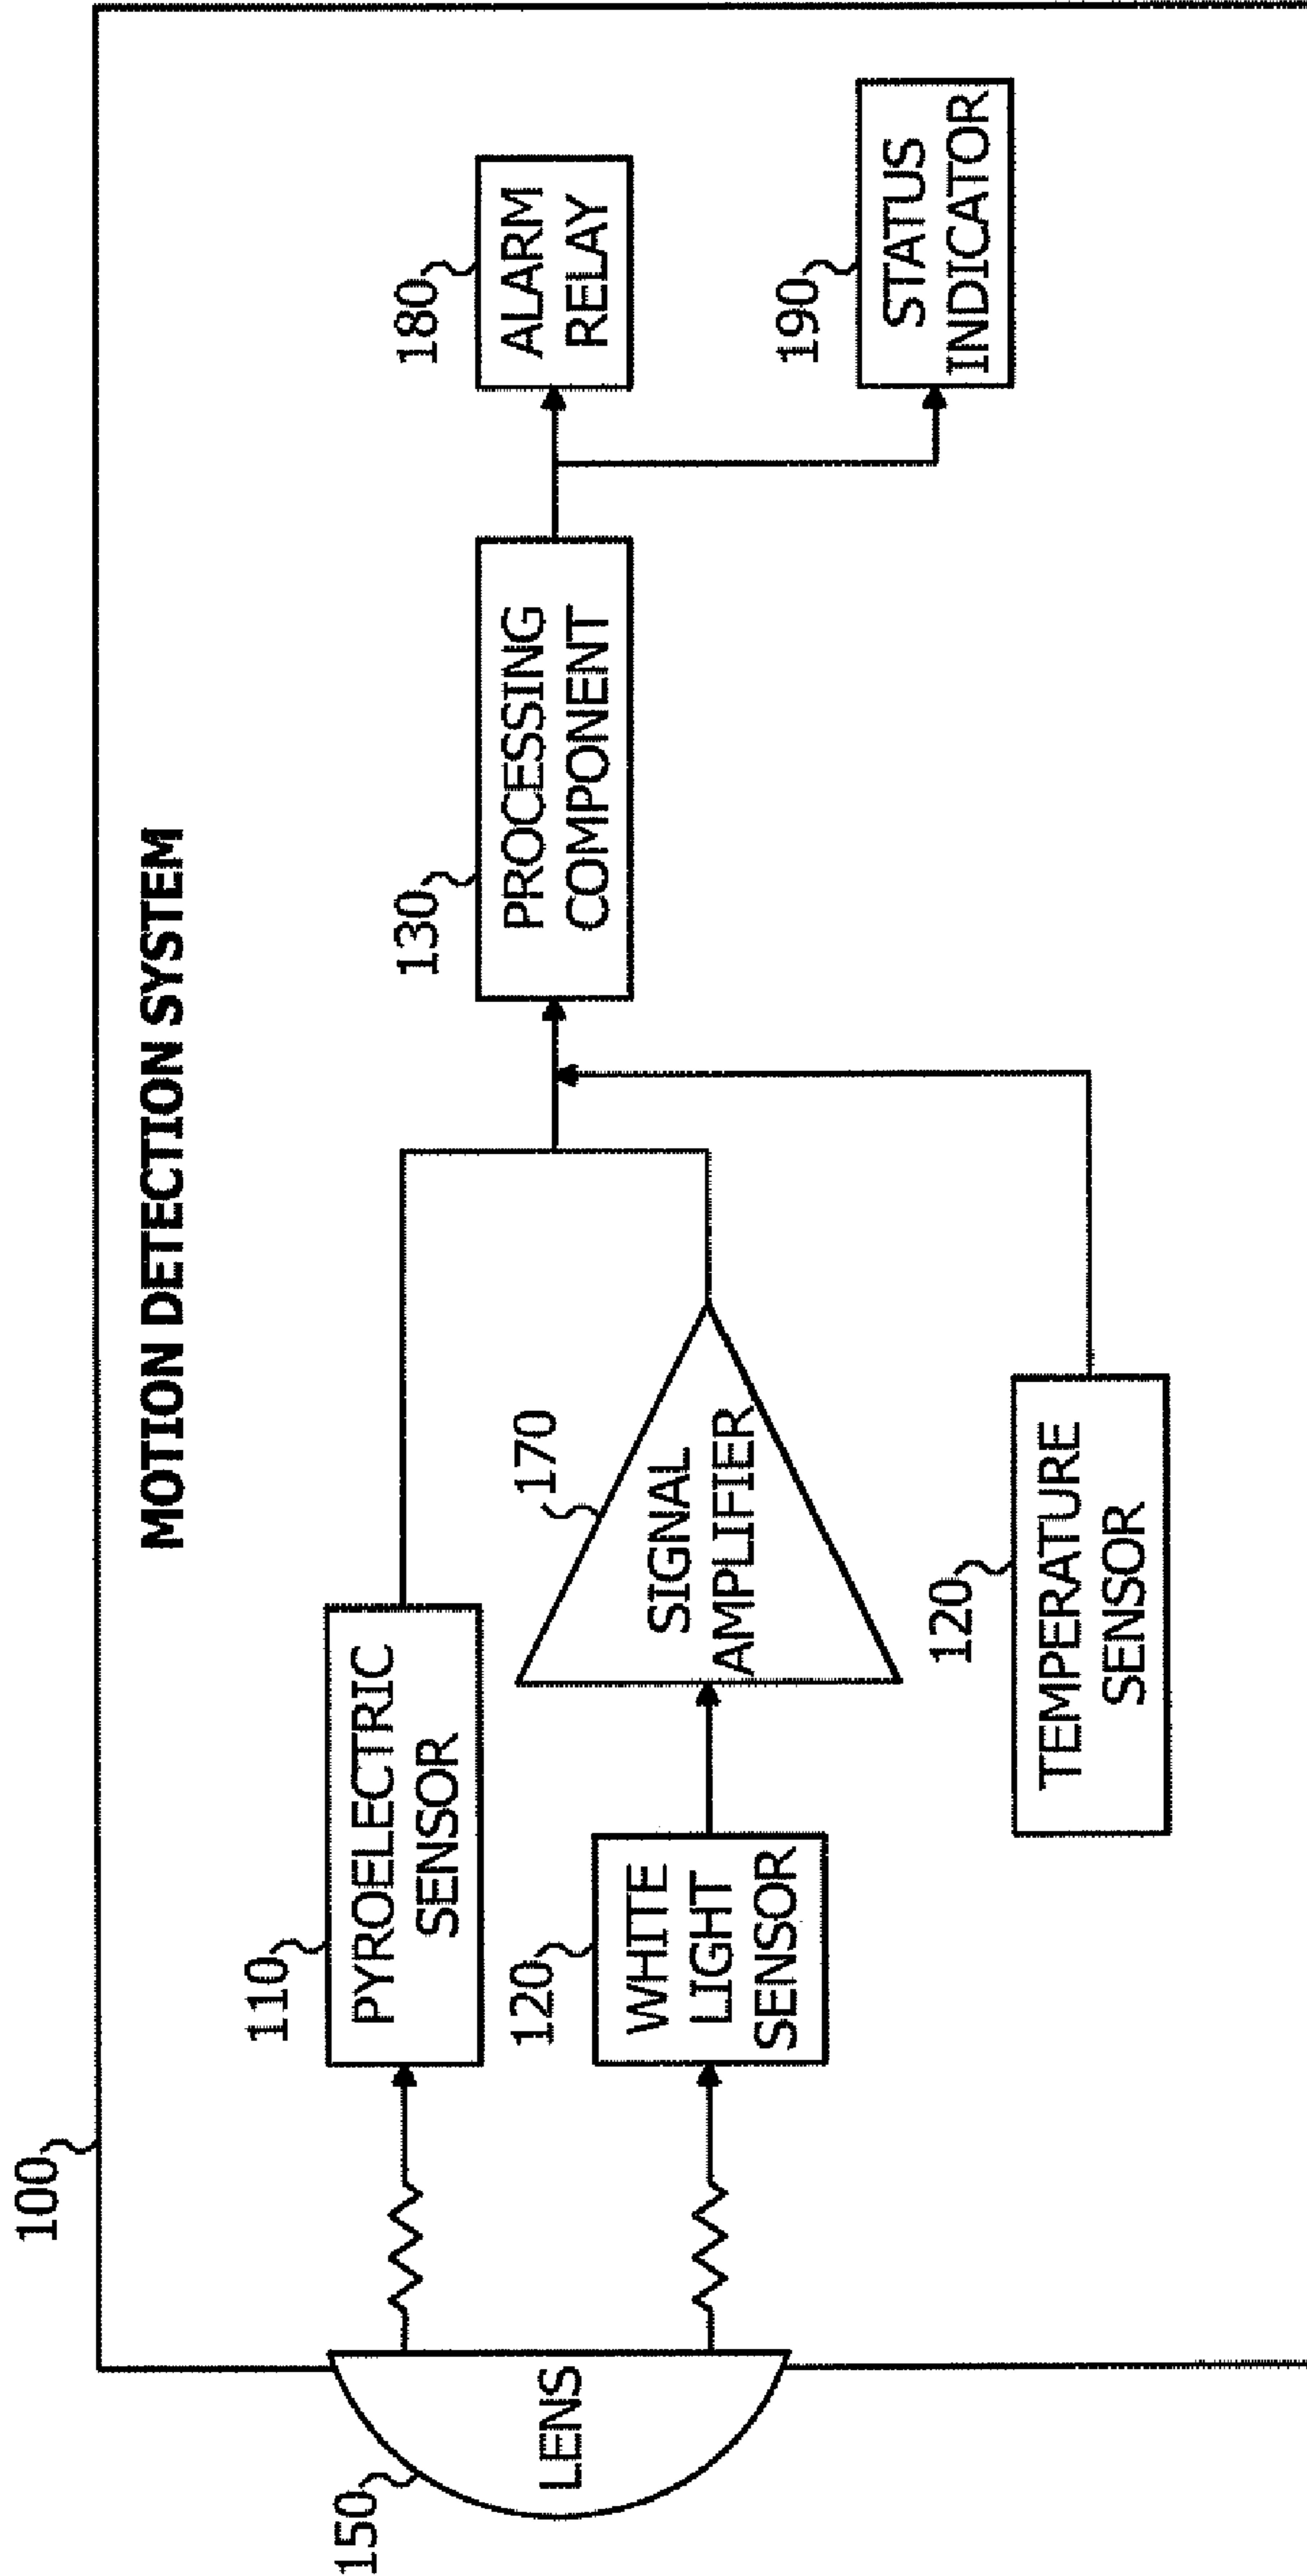 100
MOTION DETECTION SYSTEM
150
LENS
110
PYROELECTRIC
SENSOR
120
WHITE
LIGHT
SENSOR
170
SIGNAL
AMPLIFIER
120
TEMPERATURE
SENSOR
130
PROCESSING
COMPONENT
180
ALARM
RELAY
190
STATUS
INDICATOR